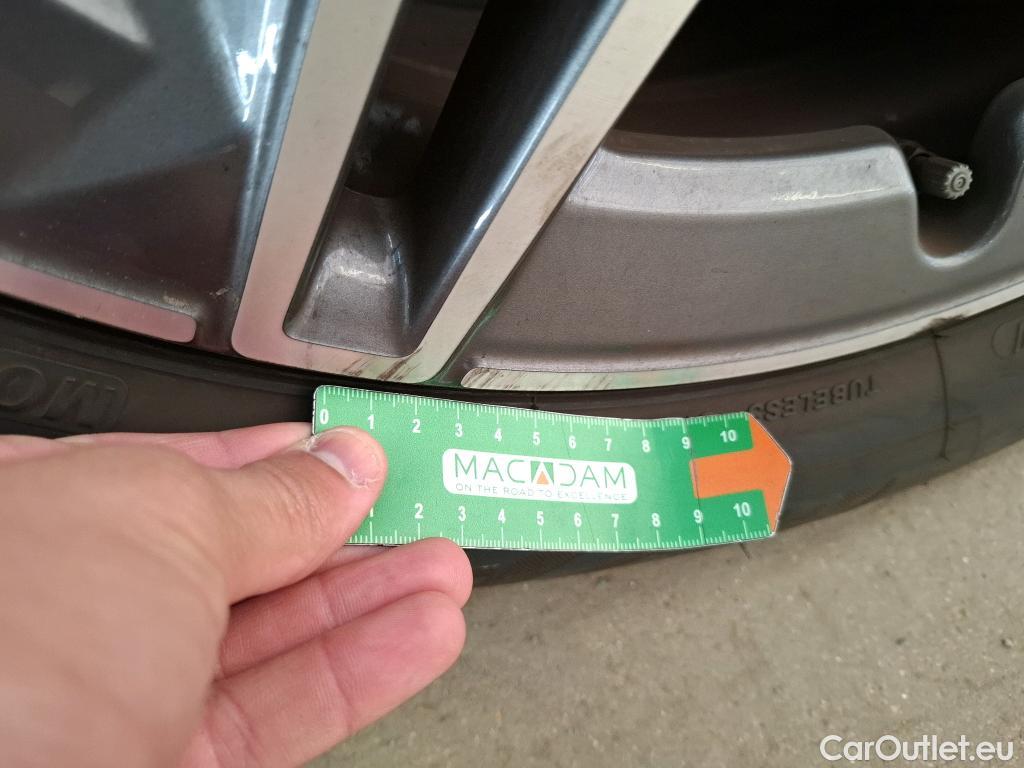 TUBELESS
MO
0 1 2 3 4 5 6 7 8 9 10
MACADAM
ON THE ROAD TO EXCELLENCE
1 2 3 4 5 6 7 8 9 10
CarOutlet.eu